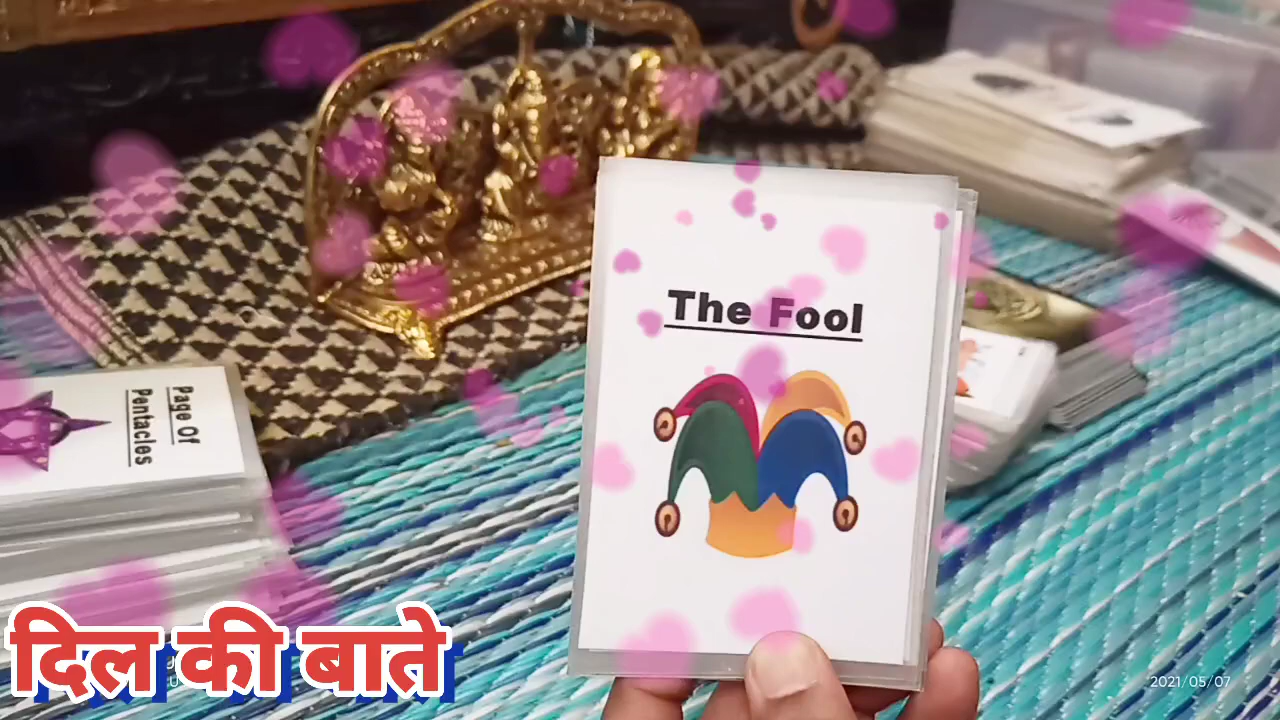 The Fool
Page Of
Pentacles
दिल की बाते
2021/05/07